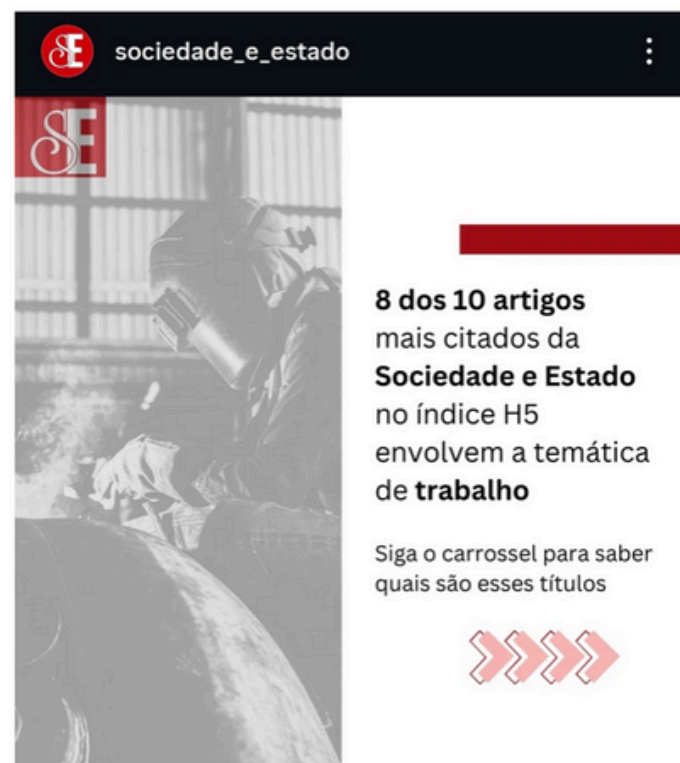 SE
sociedade_e_estado
SE
8 dos 10 artigos
mais citados da
Sociedade e Estado
no índice H5
envolvem a temática
de trabalho
Siga o carrossel para saber
quais são esses títulos